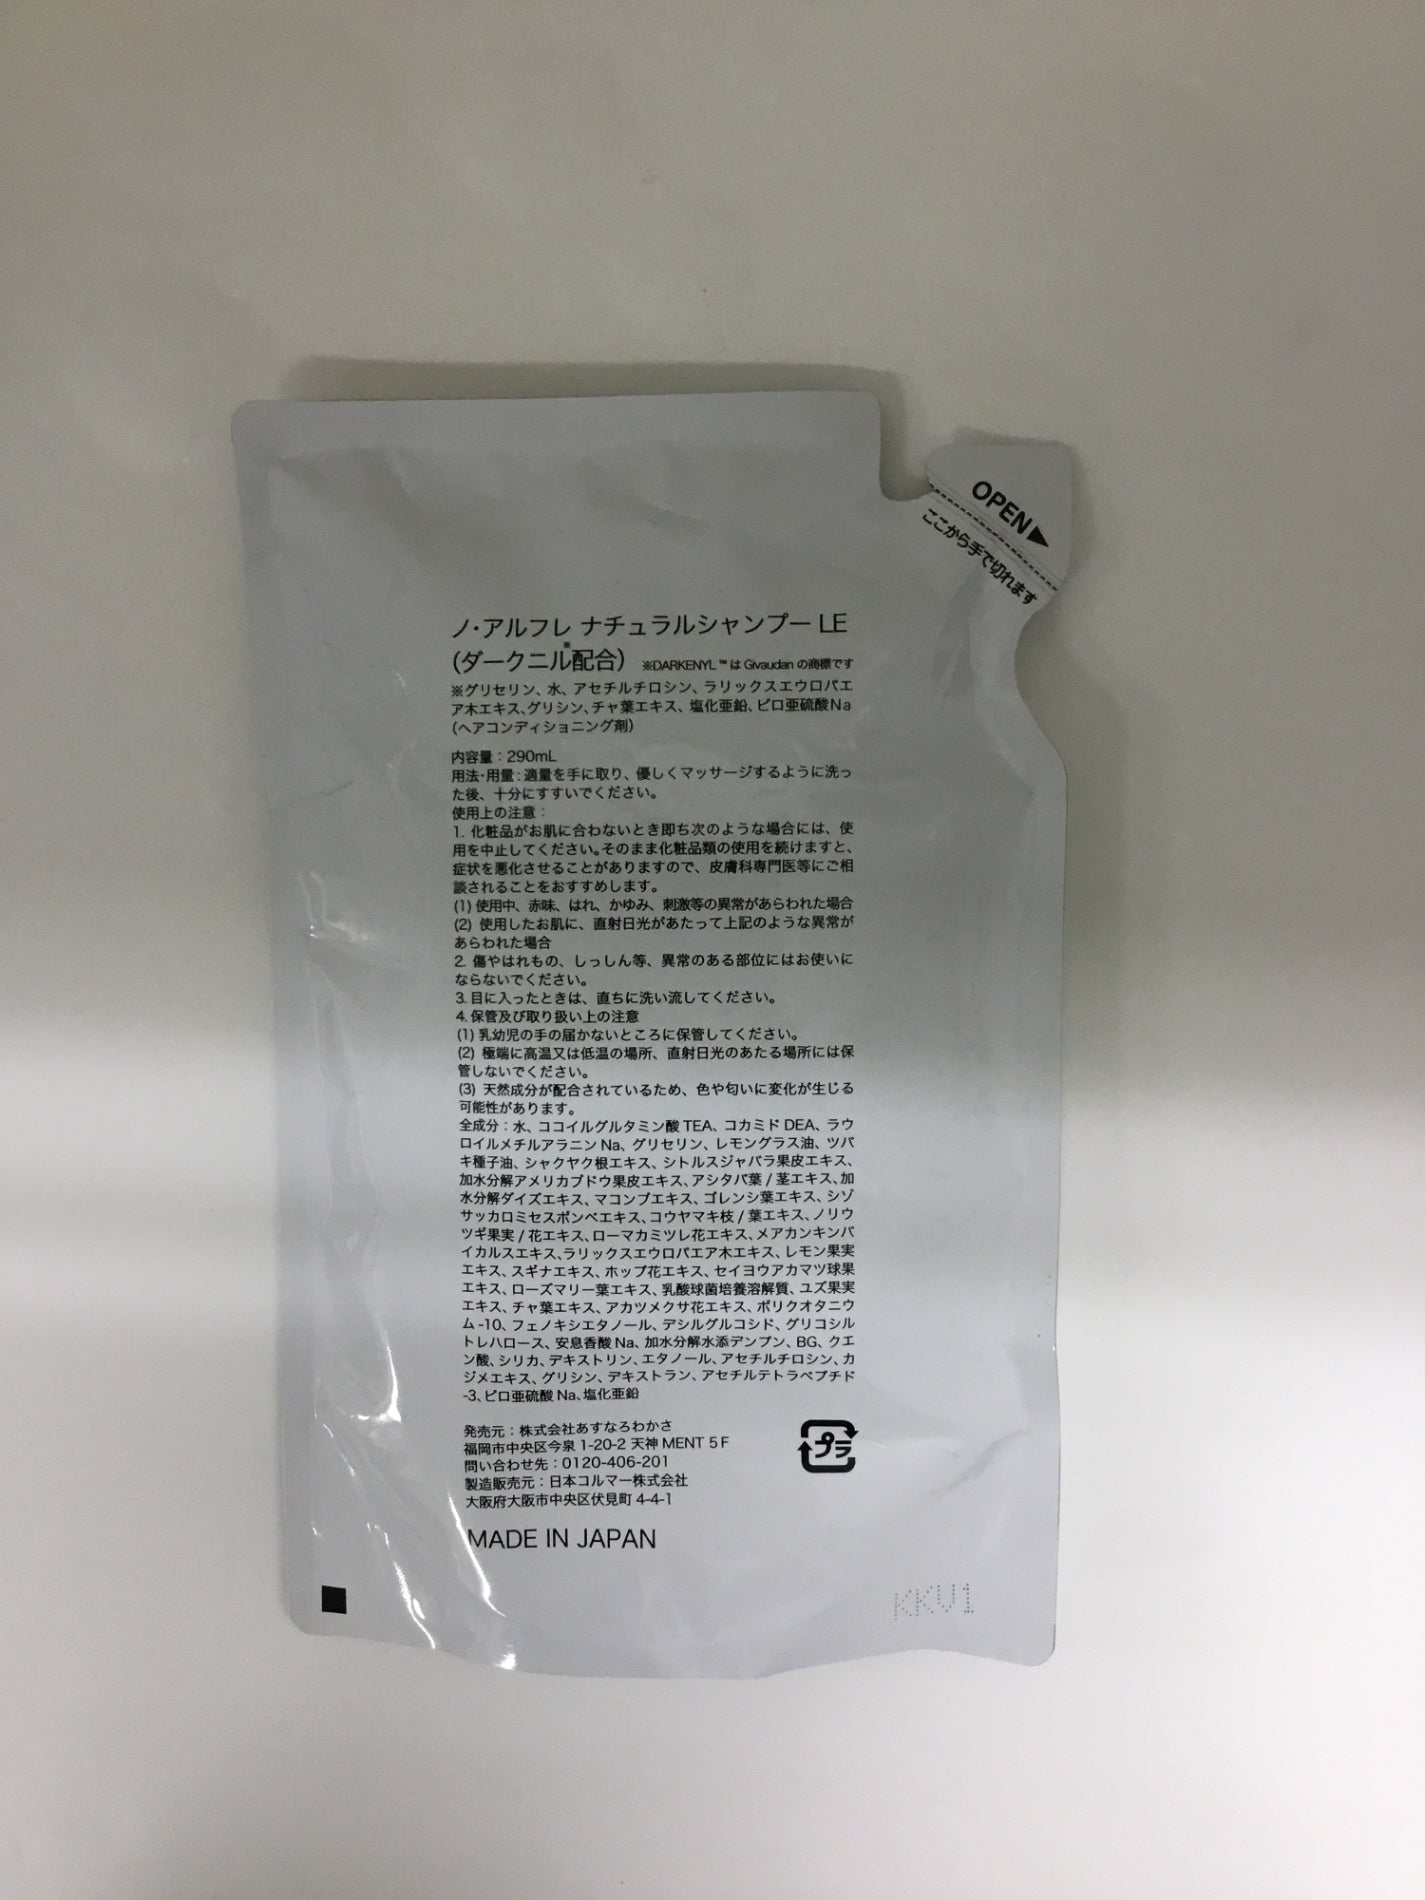 OPEN▶
ここから手で切れます
ノ・アルフレ ナチュラルシャンプー LE
(ダークニル※配合) ※DARKENYL™は Givaudan の商標です
※グリセリン、水、アセチルチロシン、ラリックスエウロパエ
ア木エキス、グリシン、チャ葉エキス、塩化亜鉛、ピロ亜硫酸Na
(ヘアコンディショニング剤)
内容量:290mL
用法・用量:適量を手に取り、優しくマッサージするように洗っ
た後、十分にすすいでください。
使用上の注意:
1. 化粧品がお肌に合わないとき即ち次のような場合には、使
用を中止してください。そのまま化粧品類の使用を続けますと、
症状を悪化させることがありますので、皮膚科専門医等にご相
談されることをおすすめします。
(1) 使用中、赤味、はれ、かゆみ、刺激等の異常があらわれた場合
(2) 使用したお肌に、直射日光があたって上記のような異常が
あらわれた場合
2. 傷やはれもの、しっしん等、異常のある部位にはお使いに
ならないでください。
3. 目に入ったときは、直ちに洗い流してください。
4. 保管及び取り扱い上の注意
(1) 乳幼児の手の届かないところに保管してください。
(2) 極端に高温又は低温の場所、直射日光のあたる場所には保
管しないでください。
(3) 天然成分が配合されているため、色や匂いに変化が生じる
可能性があります。
全成分:水、ココイルグルタミン酸 TEA、コカミド DEA、ラウ
ロイルメチルアラニン Na、グリセリン、レモングラス油、ツバ
キ種子油、シャクヤク根エキス、シトルスジャバラ果皮エキス、
加水分解アメリカブドウ果皮エキス、アシタバ葉 / 茎エキス、加
水分解ダイズエキス、マコンブエキス、ゴレンシ葉エキス、シゾ
サッカロミセスポンベエキス、コウヤマキ枝 / 葉エキス、ノリウ
ツギ果実 / 花エキス、ローマカミツレ花エキス、メアカンキンバ
イカルスエキス、ラリックスエウロパエア木エキス、レモン果実
エキス、スギナエキス、ホップ花エキス、セイヨウアカマツ球果
エキス、ローズマリー葉エキス、乳酸球菌培養溶解質、ユズ果実
エキス、チャ葉エキス、アカツメクサ花エキス、ポリクオタニウ
ム -10、フェノキシエタノール、デシルグルコシド、グリコシル
トレハロース、安息香酸 Na、加水分解水添デンプン、BG、クエ
ン酸、シリカ、デキストリン、エタノール、アセチルチロシン、カ
ジメエキス、グリシン、デキストラン、アセチルテトラペプチド
-3、ピロ亜硫酸 Na、塩化亜鉛
発売元:株式会社あすなろわかさ
福岡市中央区今泉 1-20-2 天神 MENT 5 F
問い合わせ先:0120-406-201
製造販売元:日本コルマー株式会社
大阪府大阪市中央区伏見町 4-4-1
プラ
MADE IN JAPAN
KKU1